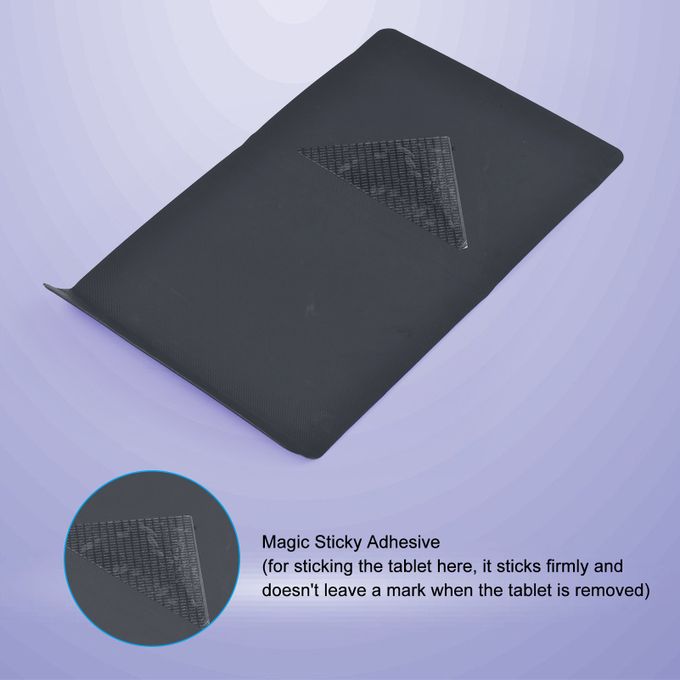 Magic Sticky Adhesive
(for sticking the tablet here, it sticks firmly and
doesn't leave a mark when the tablet is removed)